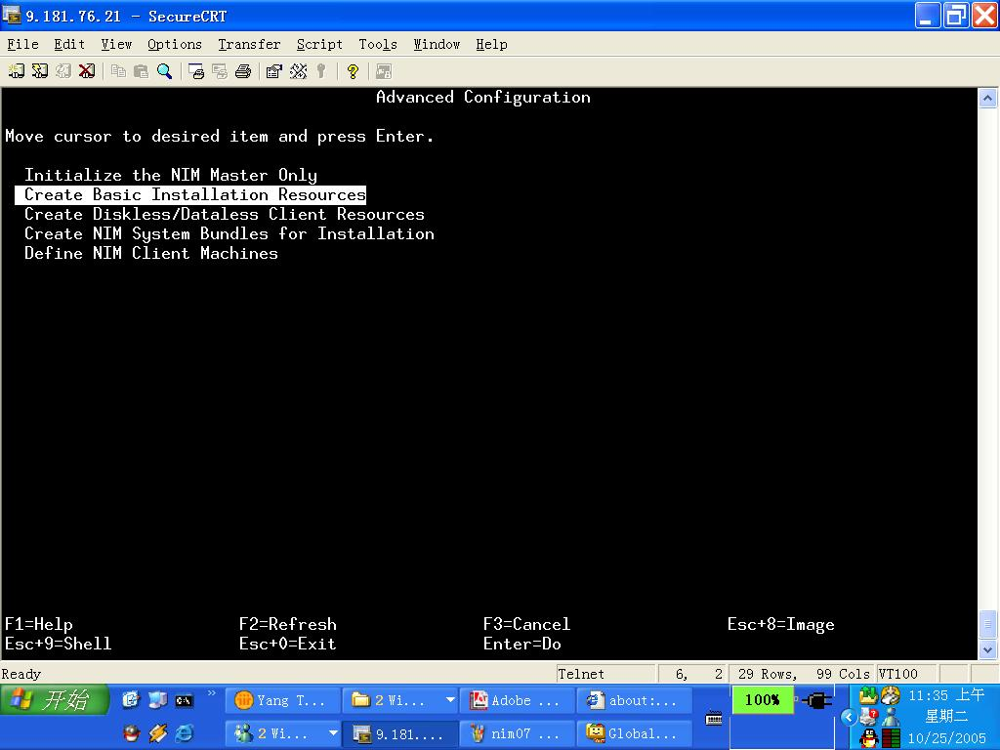 9.181.76.21 - SecureCRT
File Edit View Options Transfer Script Tools Window Help
Advanced Configuration
Move cursor to desired item and press Enter.
Initialize the NIM Master Only
Create Basic Installation Resources
Create Diskless/Dataless Client Resources
Create NIM System Bundles for Installation
Define NIM Client Machines
F1=Help F2=Refresh F3=Cancel Esc+8=Image
Esc+9=Shell Esc+0=Exit Enter=Do
Ready Telnet 6, 2 29 Rows, 99 Cols VT100
开始 Yang T... 2 Wi... Adobe ... about:... 100% 11:35 上午
星期二
2 Wi... 9.181.... nim07 ... Global... 10/25/2005